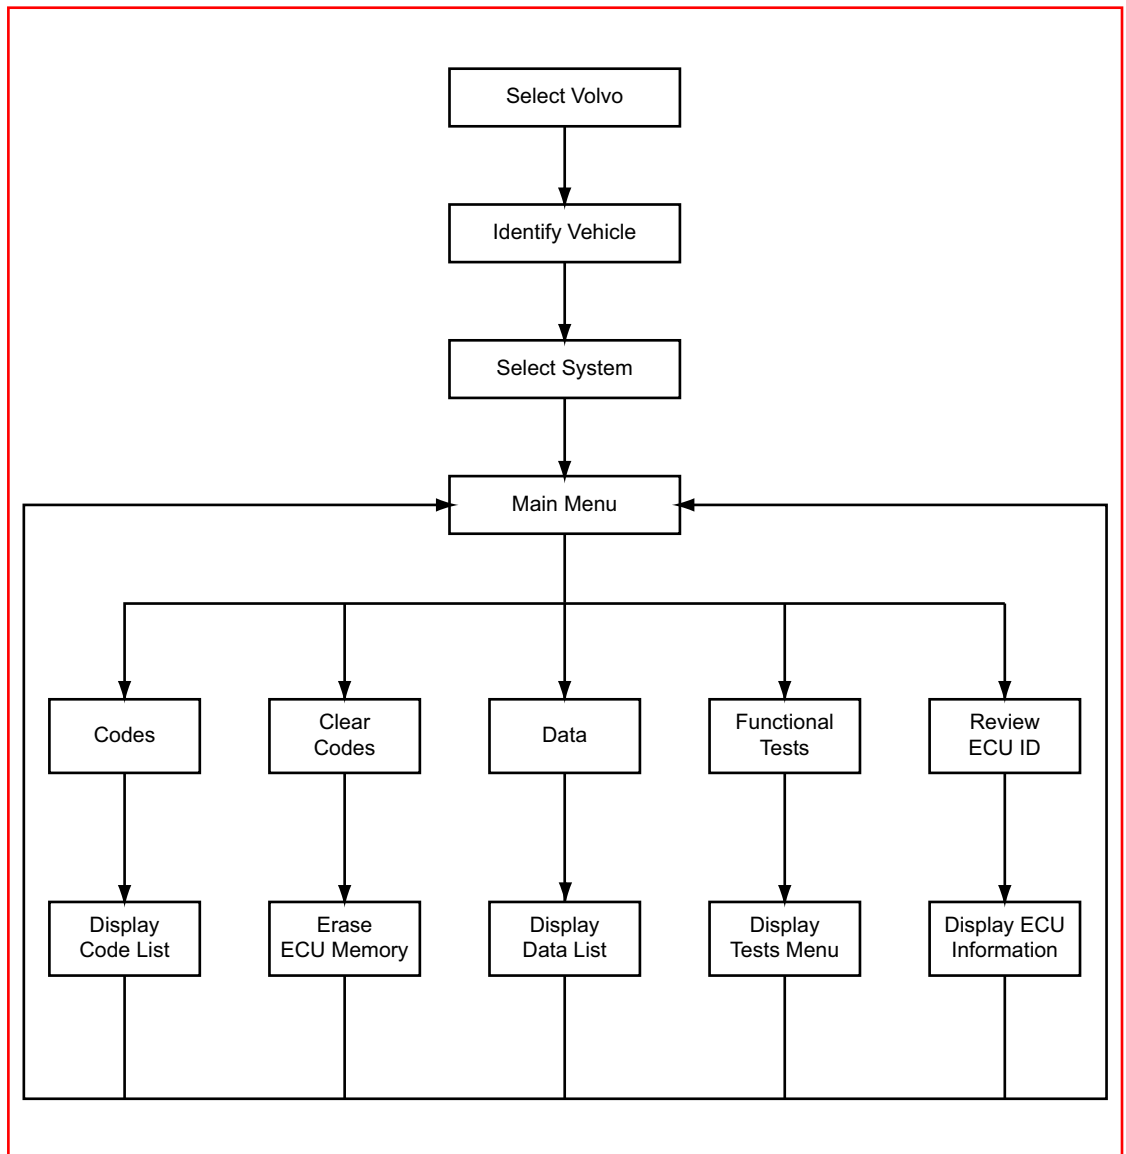 Select Volvo
Identify Vehicle
Select System
Main Menu
Codes
Clear
Codes
Data
Functional
Tests
Review
ECU ID
Display
Code List
Erase
ECU Memory
Display
Data List
Display
Tests Menu
Display ECU
Information